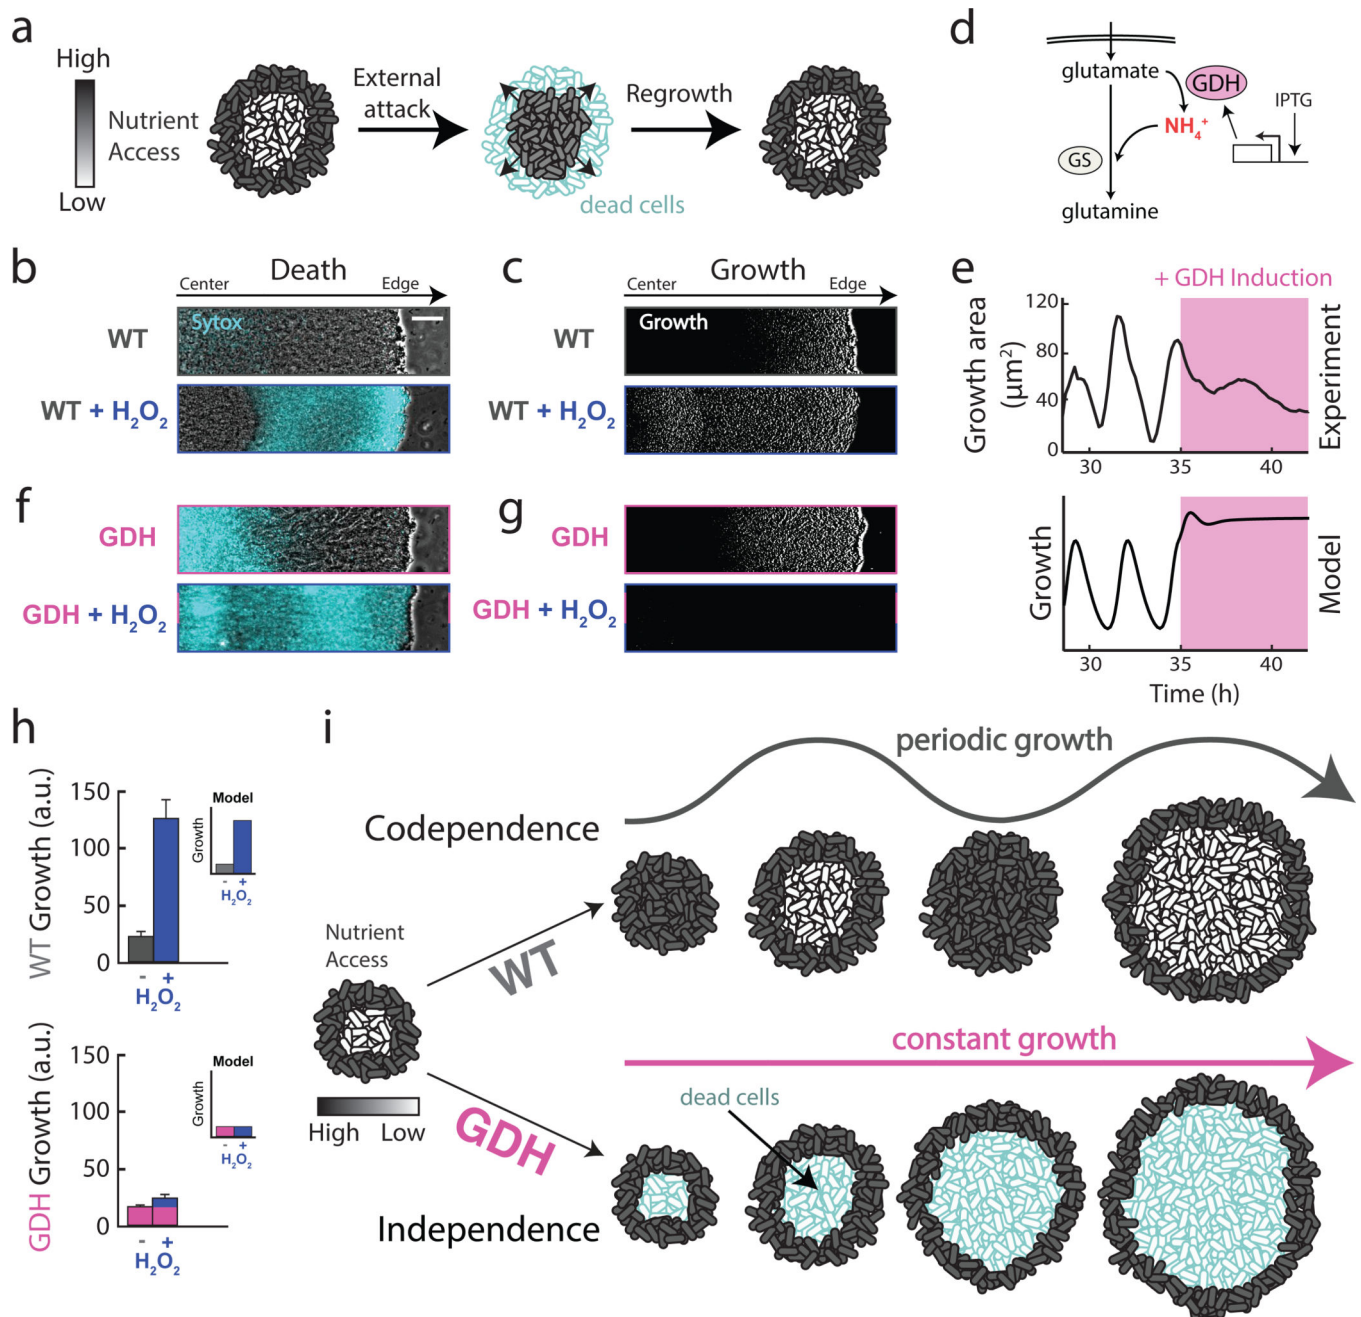 a
High
Nutrient
Access
Low
External
attack
Regrowth
dead cells
d
glutamate
GDH
IPTG
NH₄⁺
GS
glutamine
b
Death
Center
Edge
Sytox
WT
WT + H₂O₂
c
Growth
Center
Edge
Growth
WT
WT + H₂O₂
e
+ GDH Induction
Growth area
(μm²)
120
80
40
0
30
35
40
Experiment
Growth
Model
30
35
40
Time (h)
f
GDH
GDH + H₂O₂
g
GDH
GDH + H₂O₂
h
WT Growth (a.u.)
150
100
50
0
- +
H₂O₂
Model
Growth
- +
H₂O₂
GDH Growth (a.u.)
150
100
50
0
- +
H₂O₂
Model
Growth
- +
H₂O₂
i
periodic growth
Codependence
Nutrient
Access
WT
High Low
GDH
constant growth
dead cells
Independence